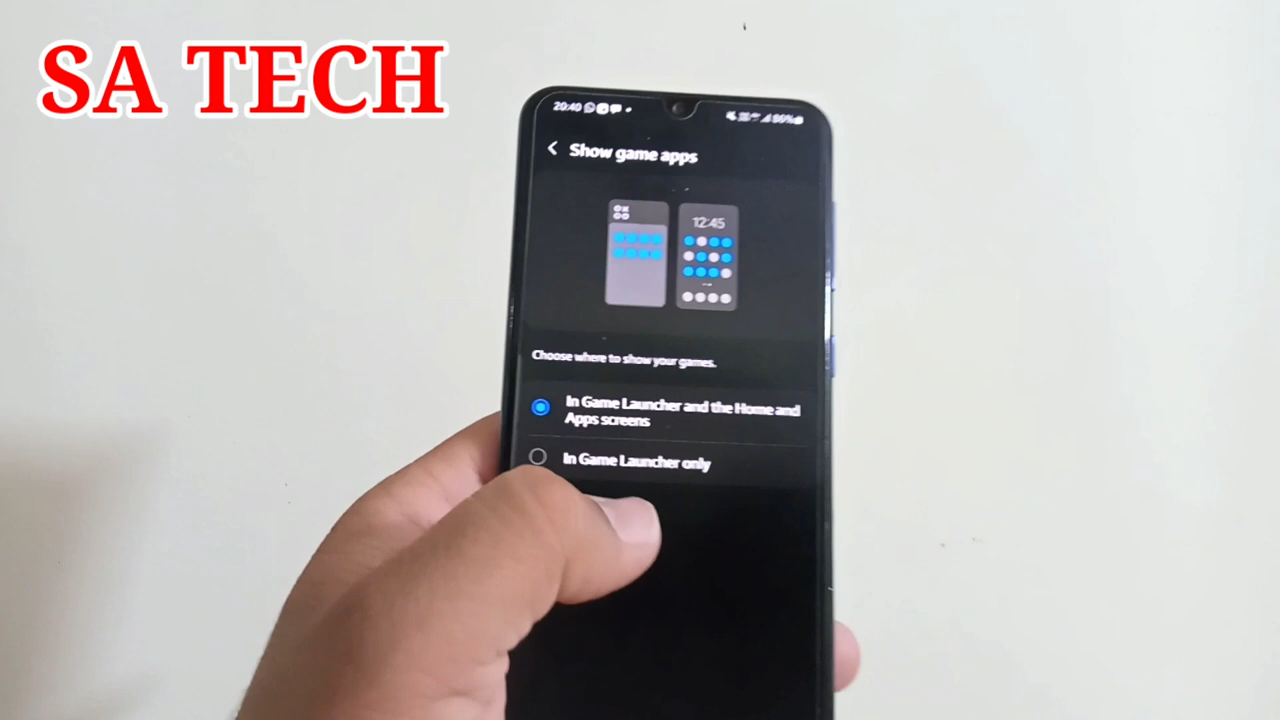 SA TECH
20:40
86%
Show game apps
12:45
Choose where to show your games.
In Game Launcher and the Home and
Apps screens
In Game Launcher only